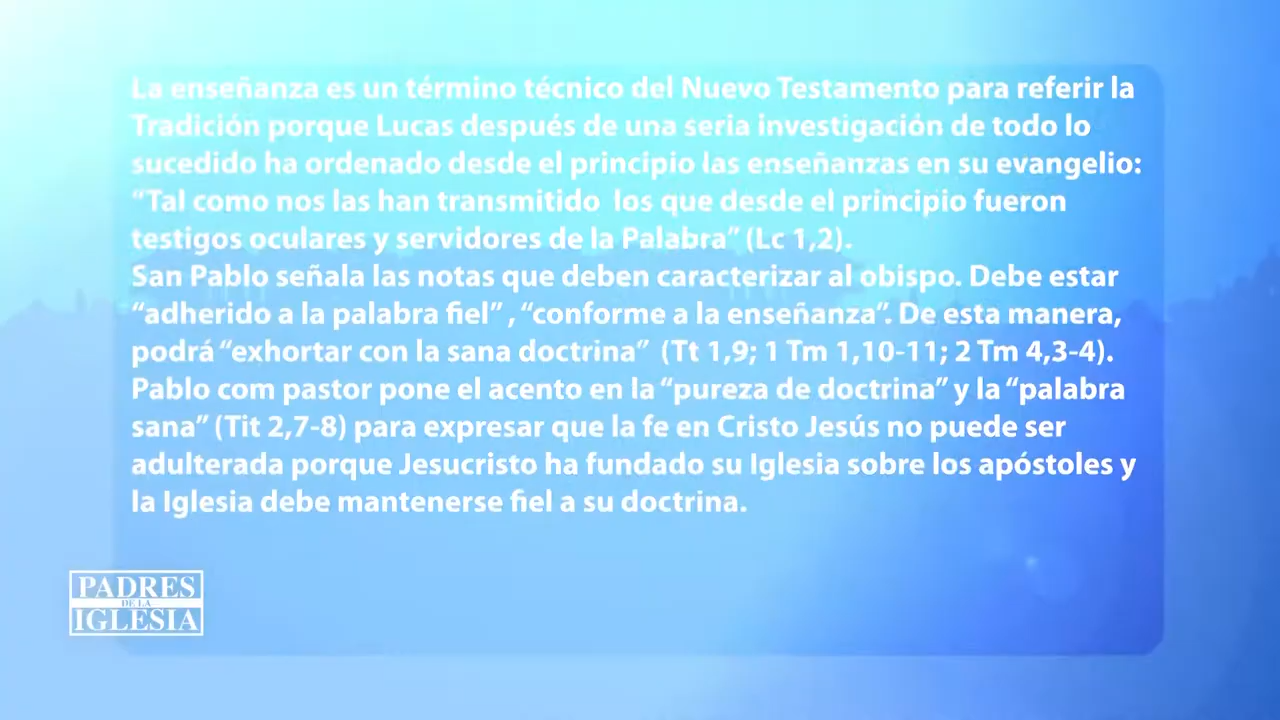 La enseñanza es un término técnico del Nuevo Testamento para referir la
Tradición porque Lucas después de una seria investigación de todo lo
sucedido ha ordenado desde el principio las enseñanzas en su evangelio:
“Tal como nos las han transmitido  los que desde el principio fueron
testigos oculares y servidores de la Palabra” (Lc 1,2).
San Pablo señala las notas que deben caracterizar al obispo. Debe estar
“adherido a la palabra fiel” , “conforme a la enseñanza”. De esta manera,
podrá “exhortar con la sana doctrina”  (Tt 1,9; 1 Tm 1,10-11; 2 Tm 4,3-4).
Pablo com pastor pone el acento en la “pureza de doctrina” y la “palabra
sana” (Tit 2,7-8) para expresar que la fe en Cristo Jesús no puede ser
adulterada porque Jesucristo ha fundado su Iglesia sobre los apóstoles y
la Iglesia debe mantenerse fiel a su doctrina.
PADRES
DE LA
IGLESIA